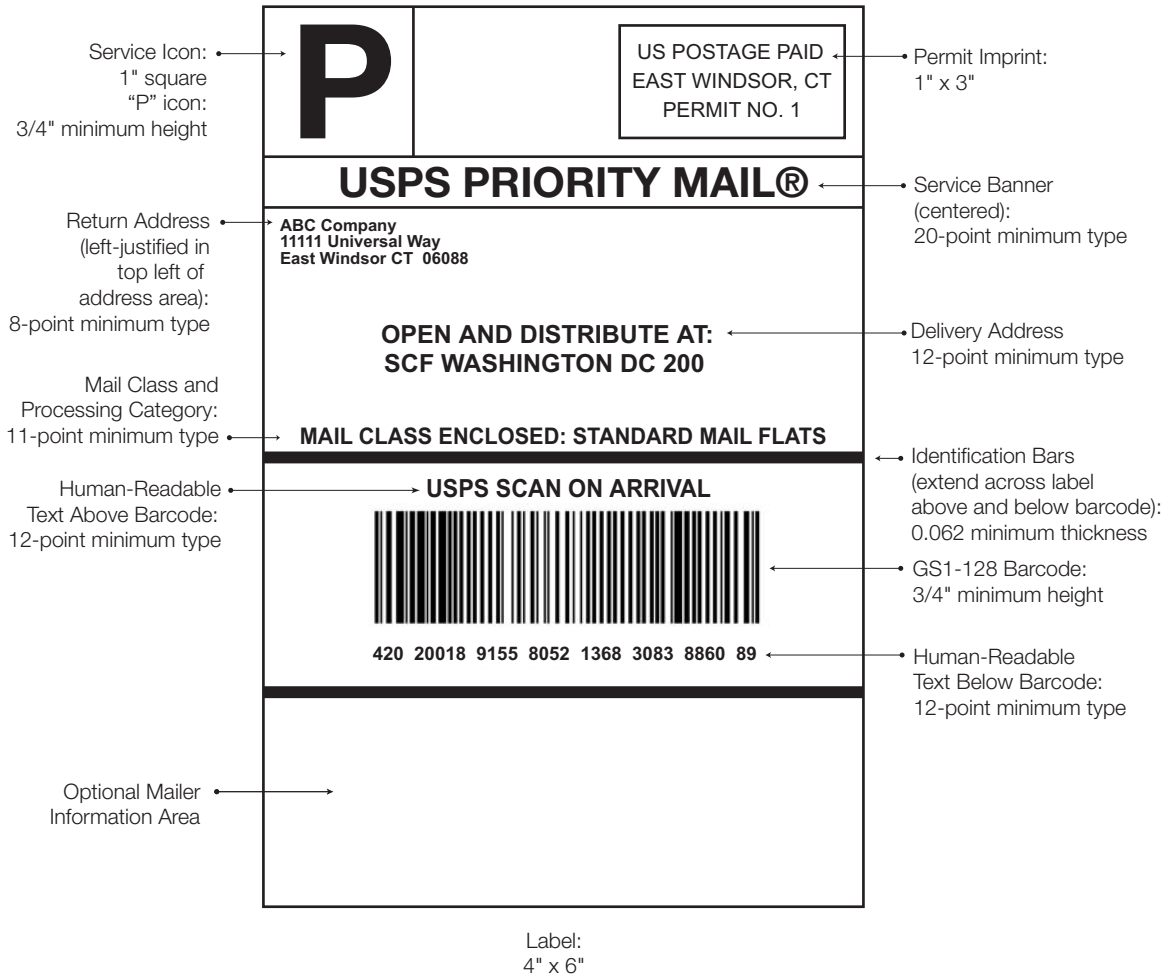 Service Icon:
1" square
“P” icon:
3/4" minimum height
P
US POSTAGE PAID
EAST WINDSOR, CT
PERMIT NO. 1
Permit Imprint:
1" x 3"
USPS PRIORITY MAIL®
Service Banner
(centered):
20-point minimum type
Return Address
(left-justified in
top left of
address area):
8-point minimum type
ABC Company
11111 Universal Way
East Windsor CT 06088
OPEN AND DISTRIBUTE AT:
SCF WASHINGTON DC 200
Delivery Address
12-point minimum type
Mail Class and
Processing Category:
11-point minimum type
MAIL CLASS ENCLOSED: STANDARD MAIL FLATS
Identification Bars
(extend across label
above and below barcode):
0.062 minimum thickness
Human-Readable
Text Above Barcode:
12-point minimum type
USPS SCAN ON ARRIVAL
GS1-128 Barcode:
3/4" minimum height
420 20018 9155 8052 1368 3083 8860 89
Human-Readable
Text Below Barcode:
12-point minimum type
Optional Mailer
Information Area
Label:
4" x 6"